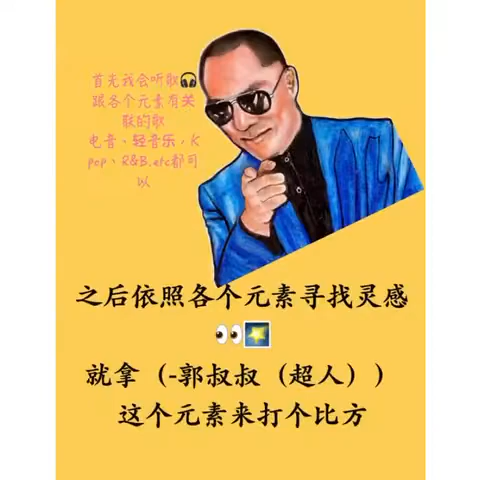 首先我会听歌🎧
跟各个元素有关
联的歌
电音、轻音乐，K
pop、R&B.etc都可
以
之后依照各个元素寻找灵感
👀🌠
就拿（-郭叔叔（超人））
这个元素来打个比方